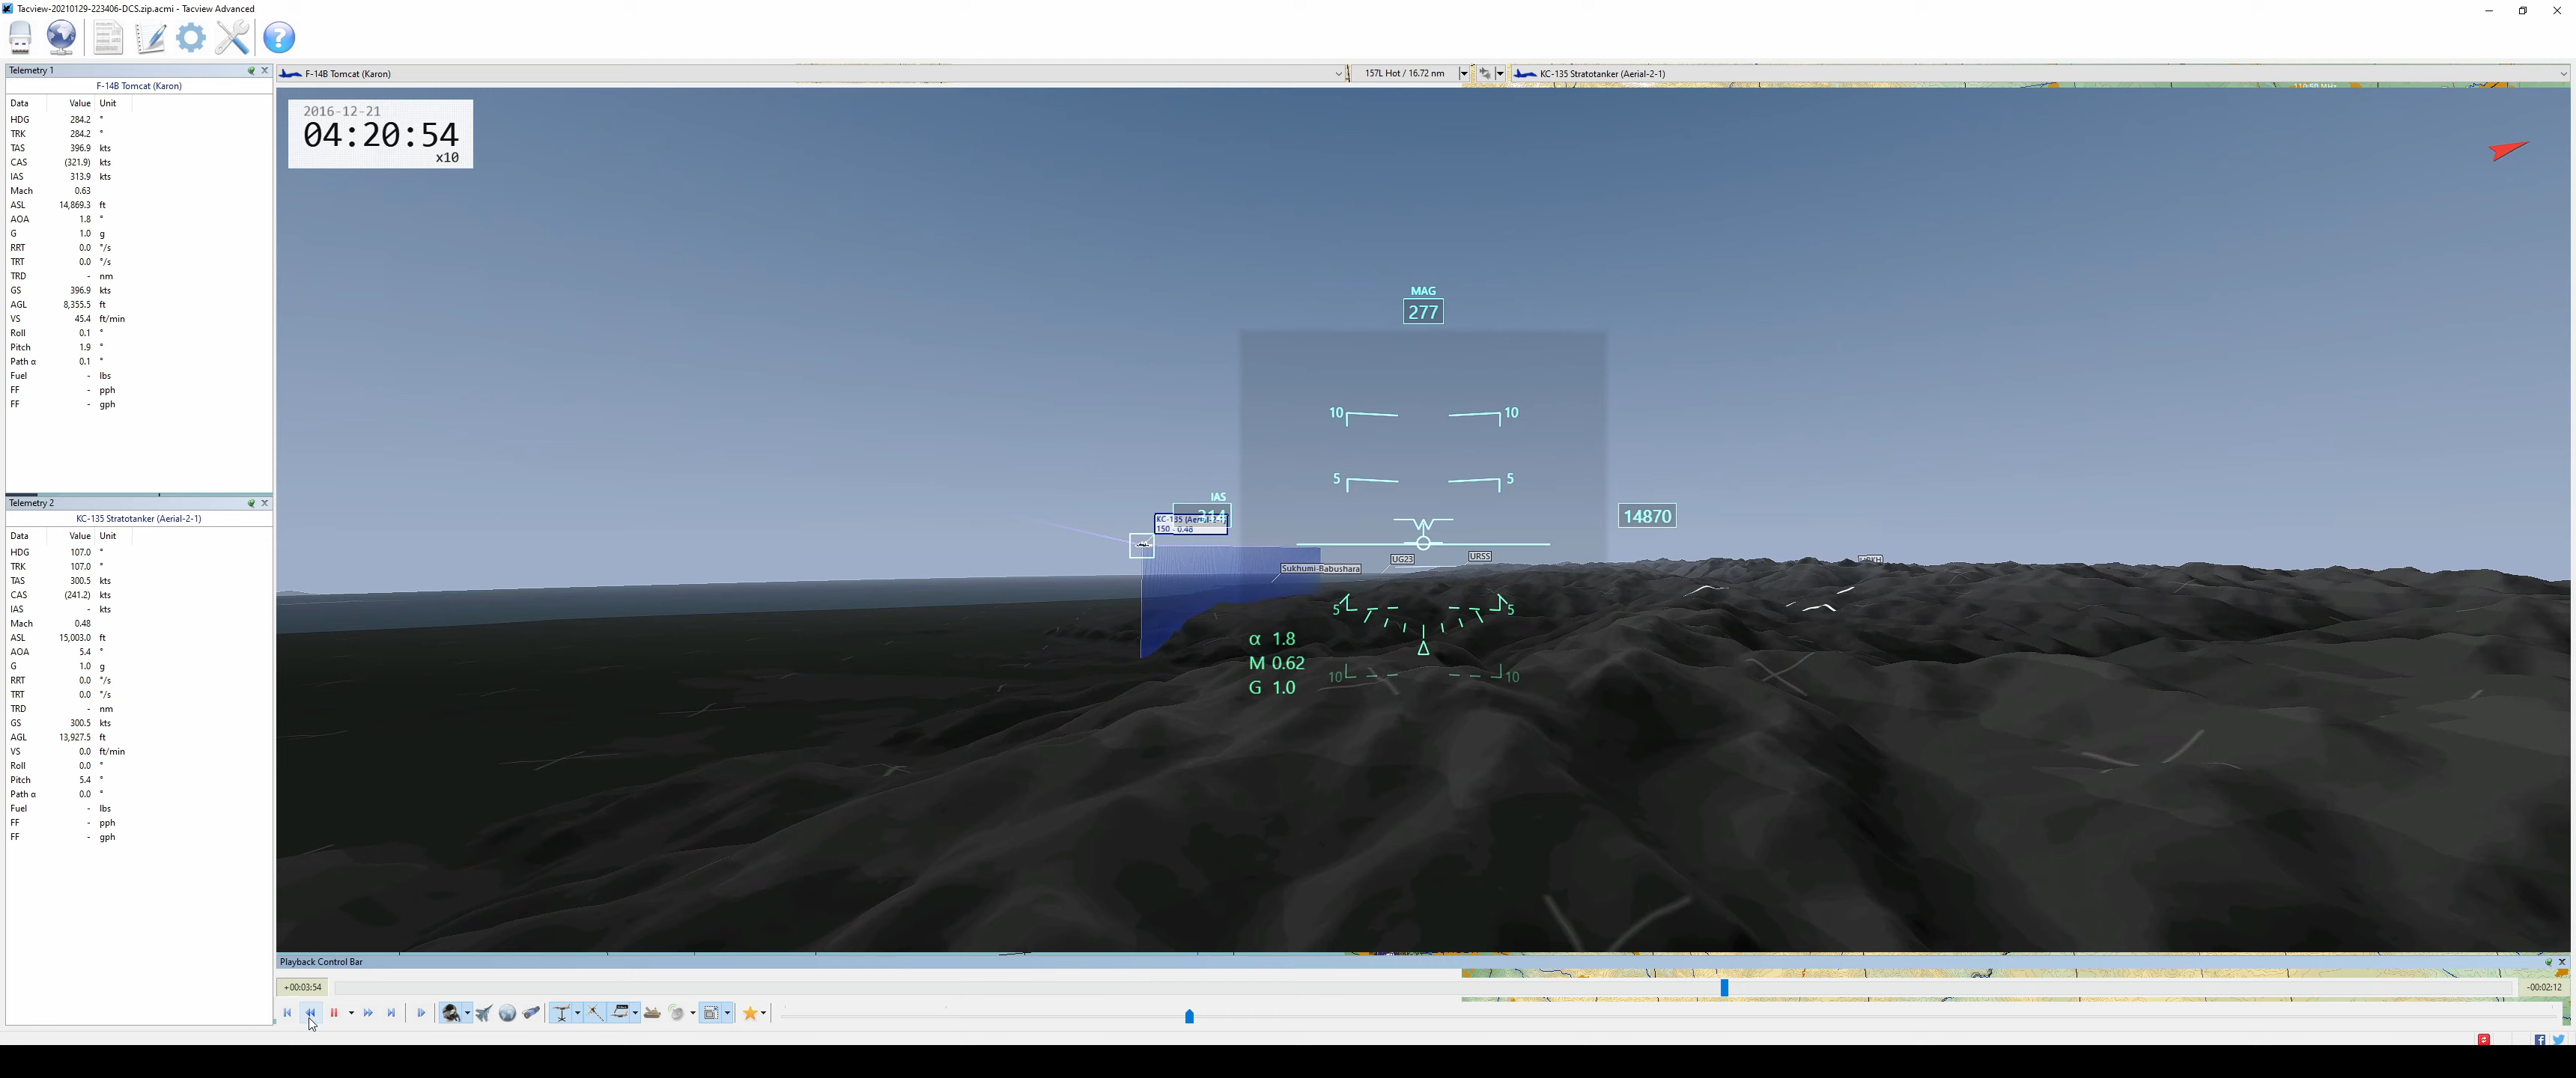 Tacview-20210129-223406-DCS.zip.acmi - Tacview Advanced
Telemetry 1
F-14B Tomcat (Karon)
Data Value Unit
HDG 284.2 °
TRK 284.2 °
TAS 396.9 kts
CAS (321.9) kts
IAS 313.9 kts
Mach 0.63
ASL 14,869.3 ft
AOA 1.8 °
G 1.0 g
RRT 0.0 °/s
TRT 0.0 °/s
TRD - nm
GS 396.9 kts
AGL 8,355.5 ft
VS 45.4 ft/min
Roll 0.1 °
Pitch 1.9 °
Path α 0.1 °
Fuel - lbs
FF - pph
FF - gph
Telemetry 2
KC-135 Stratotanker (Aerial-2-1)
Data Value Unit
HDG 107.0 °
TRK 107.0 °
TAS 300.5 kts
CAS (241.2) kts
IAS - kts
Mach 0.48
ASL 15,003.0 ft
AOA 5.4 °
G 1.0 g
RRT 0.0 °/s
TRT 0.0 °/s
TRD - nm
GS 300.5 kts
AGL 13,927.5 ft
VS 0.0 ft/min
Roll 0.0 °
Pitch 5.4 °
Path α 0.0 °
Fuel - lbs
FF - pph
FF - gph
F-14B Tomcat (Karon)
157L Hot / 16.72 nm
KC-135 Stratotanker (Aerial-2-1)
2016-12-21
04:20:54
x10
MAG
277
10 10
5 5
IAS
314
14870
KC-135 (Aerial-2-1)
150 - 0.48
Sukhumi-Babushara
UG23
URSS
5 5
α 1.8
M 0.62
G 1.0
10 10
Playback Control Bar
+00:03:54
-00:02:12